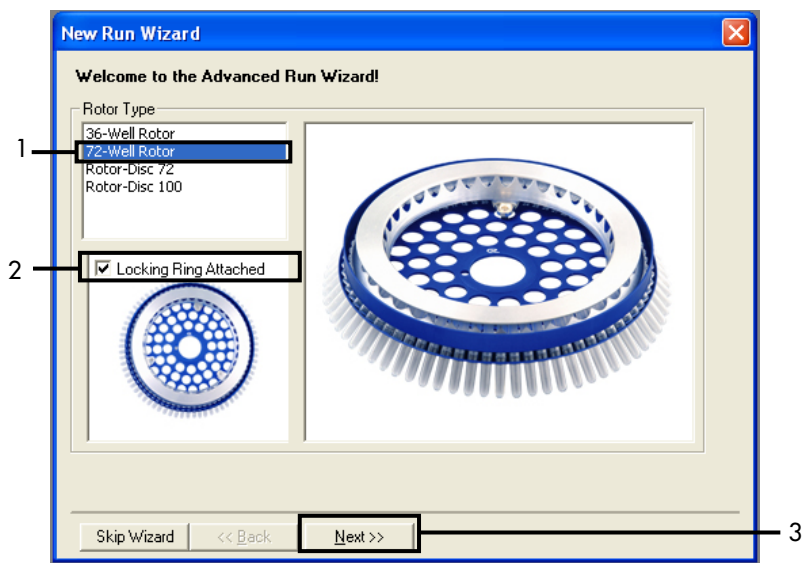 New Run Wizard
Welcome to the Advanced Run Wizard!
Rotor Type
36-Well Rotor
1
72-Well Rotor
Rotor-Disc 72
Rotor-Disc 100
2
Locking Ring Attached
Skip Wizard
<< Back
Next >>
3